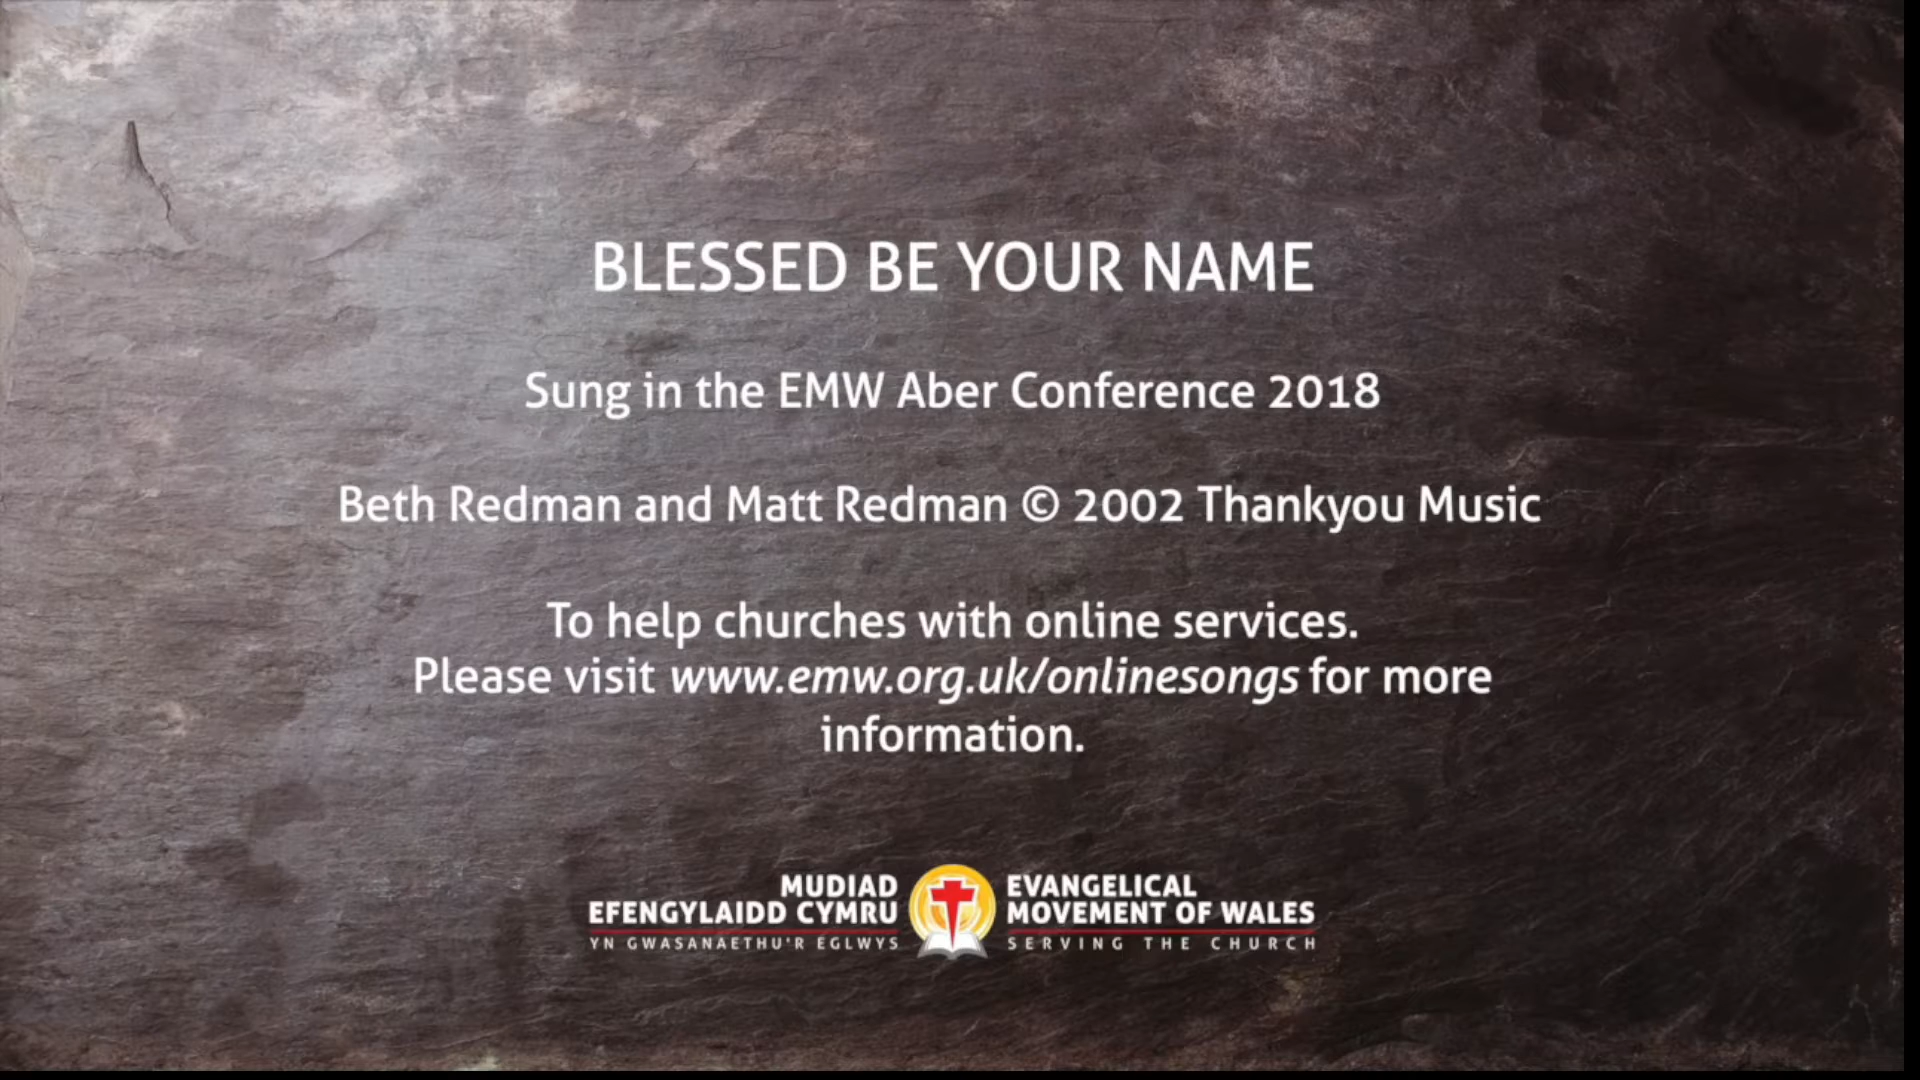 BLESSED BE YOUR NAME
Sung in the EMW Aber Conference 2018
Beth Redman and Matt Redman © 2002 Thankyou Music
To help churches with online services.
Please visit www.emw.org.uk/onlinesongs for more
information.
MUDIAD
EFENGYLAIDD CYMRU
YN GWASANAETHU'R EGLWYS
EVANGELICAL
MOVEMENT OF WALES
SERVING THE CHURCH